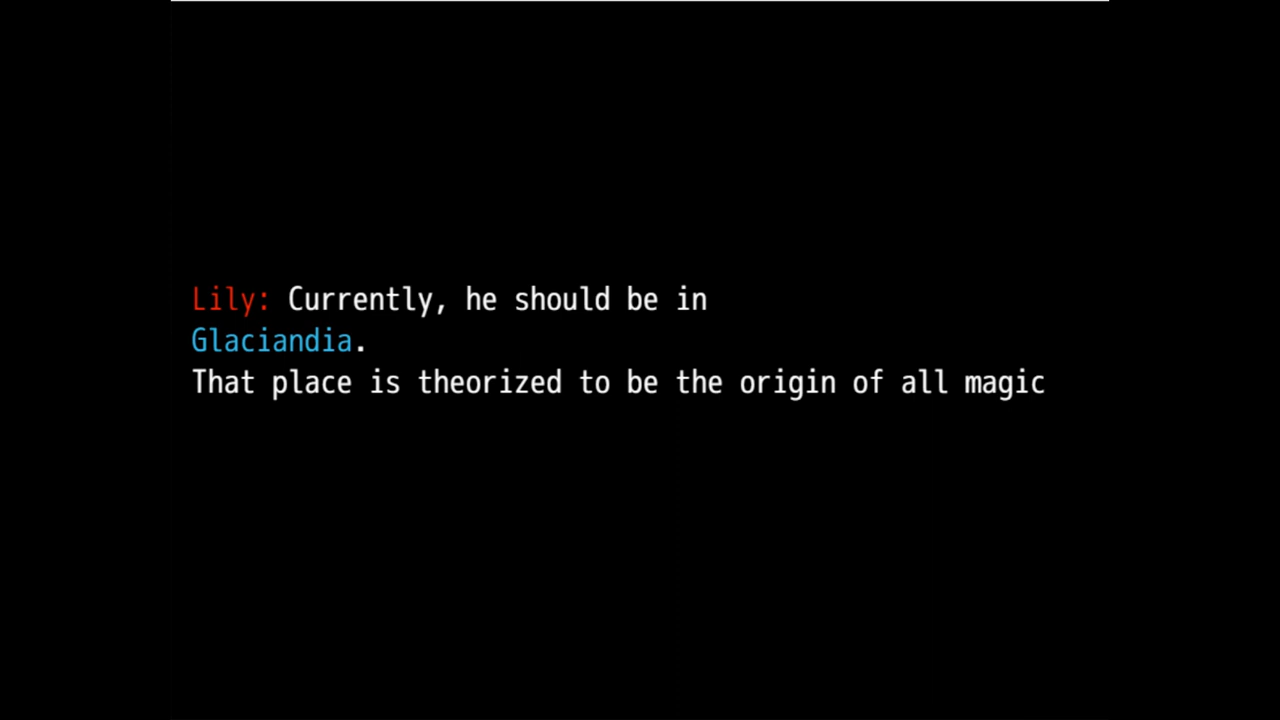 Lily: Currently, he should be in
Glaciandia.
That place is theorized to be the origin of all magic